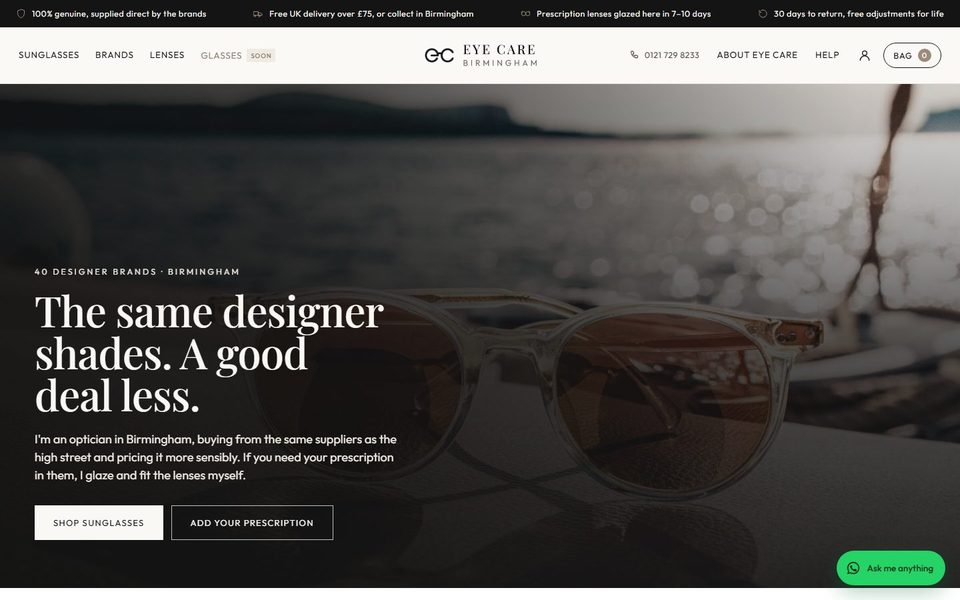 100% genuine, supplied direct by the brands
Free UK delivery over £75, or collect in Birmingham
Prescription lenses glazed here in 7–10 days
30 days to return, free adjustments for life
SUNGLASSES
BRANDS
LENSES
GLASSES SOON
EYE CARE
BIRMINGHAM
0121 729 8233
ABOUT EYE CARE
HELP
BAG 0
40 DESIGNER BRANDS · BIRMINGHAM
The same designer
shades. A good
deal less.
I'm an optician in Birmingham, buying from the same suppliers as the
high street and pricing it more sensibly. If you need your prescription
in them, I glaze and fit the lenses myself.
SHOP SUNGLASSES
ADD YOUR PRESCRIPTION
Ask me anything